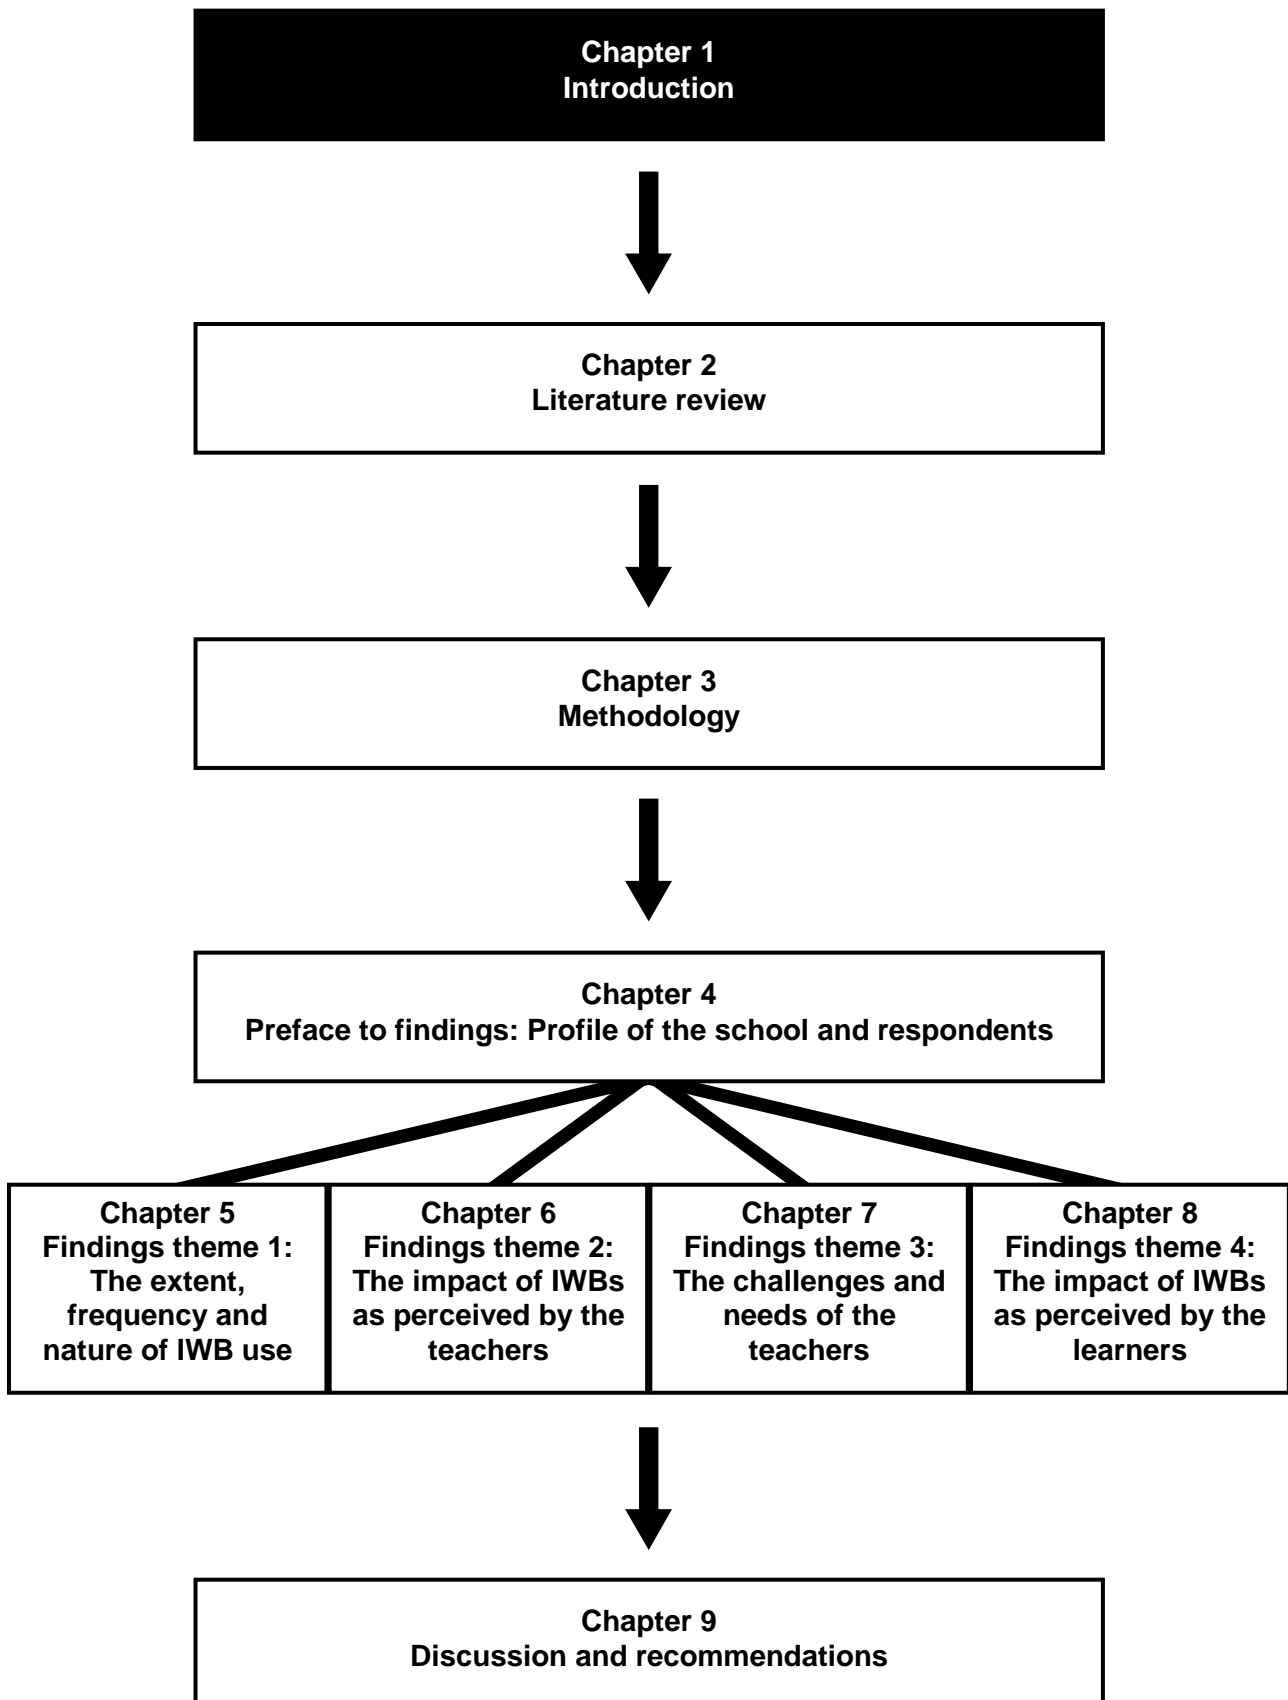 Chapter 1
Introduction
Chapter 2
Literature review
Chapter 3
Methodology
Chapter 4
Preface to findings: Profile of the school and respondents
Chapter 5
Findings theme 1:
The extent,
frequency and
nature of IWB use
Chapter 6
Findings theme 2:
The impact of IWBs
as perceived by the
teachers
Chapter 7
Findings theme 3:
The challenges and
needs of the
teachers
Chapter 8
Findings theme 4:
The impact of IWBs
as perceived by the
learners
Chapter 9
Discussion and recommendations